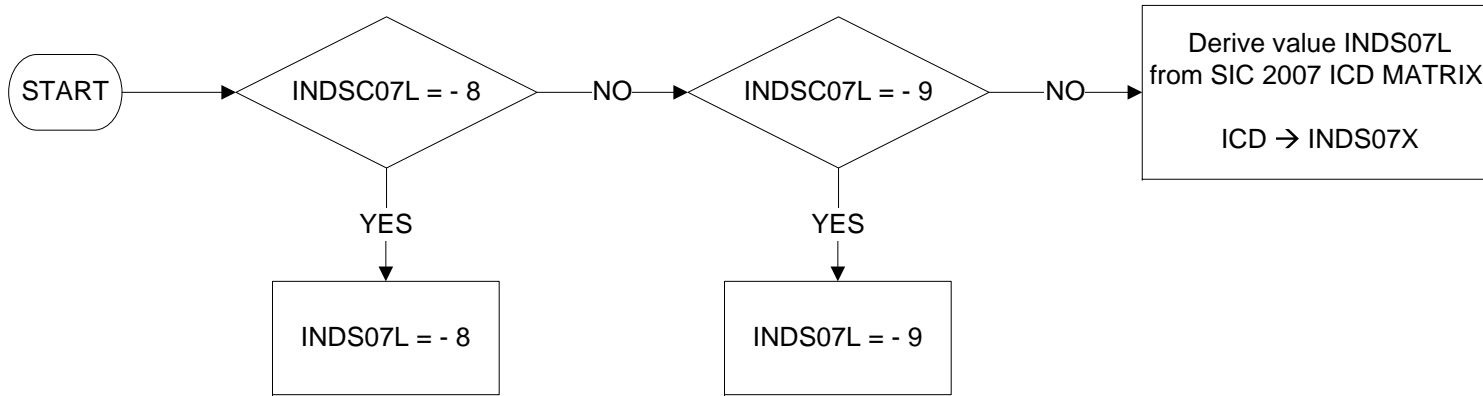 START
INDSC07L = - 8
NO
INDSC07L = - 9
NO
Derive value INDS07L
from SIC 2007 ICD MATRIX
ICD → INDS07X
YES
YES
INDS07L = - 8
INDS07L = - 9